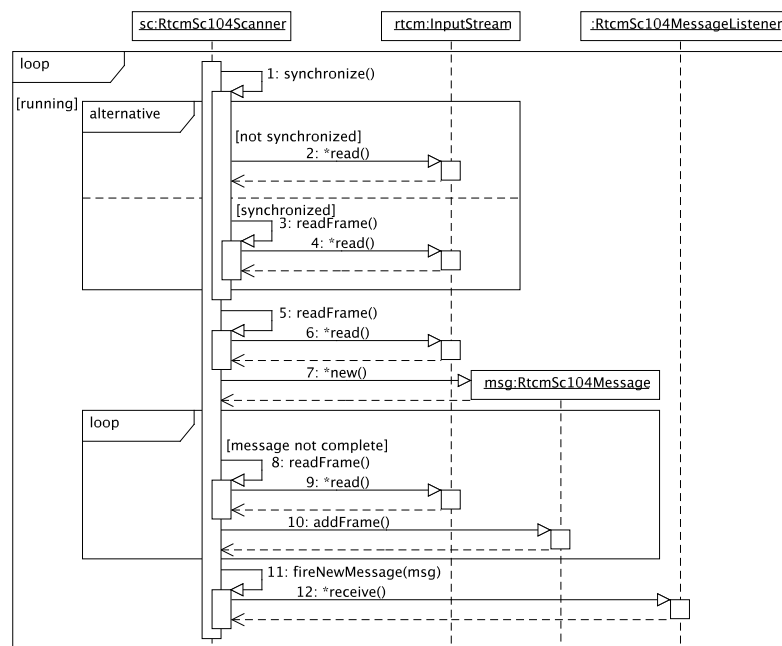 sc:RtcmSc104Scanner
rtcm:InputStream
:RtcmSc104MessageListener
loop
1: synchronize()
[running]
alternative
[not synchronized]
2: *read()
[synchronized]
3: readFrame()
4: *read()
5: readFrame()
6: *read()
7: *new()
msg:RtcmSc104Message
loop
[message not complete]
8: readFrame()
9: *read()
10: addFrame()
11: fireNewMessage(msg)
12: *receive()